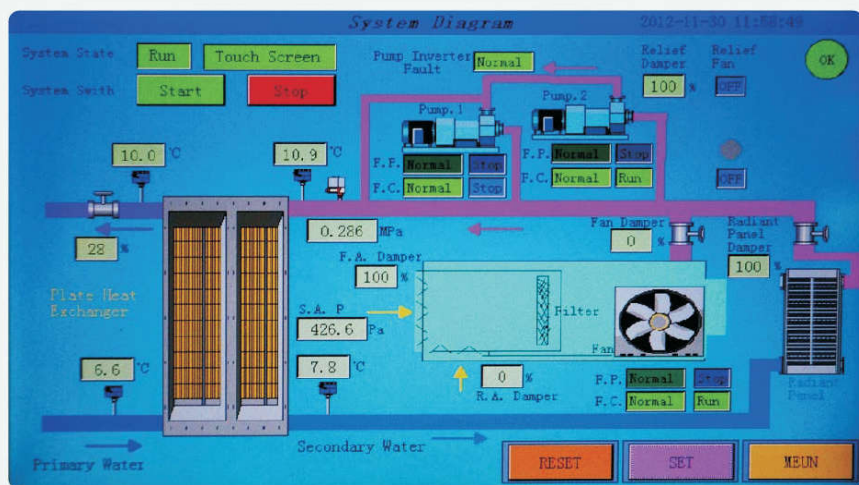 System Diagram
2012-11-30 11:58:49
System State
Run
Touch Screen
Pump Inverter
Fault
Normal
Relief
Damper
100 %
Relief
Fan
OFF
OK
System Swith
Start
Stop
Pump.1
Pump.2
F.P. Normal Stop
F.C. Normal Stop
F.P. Normal Stop
F.C. Normal Run
OFF
10.0 °C
10.9 °C
28 %
0.286 MPa
Fan Damper
0 %
Radiant
Panel
Damper
100 %
F.A. Damper
100 %
Plate Heat
Exchanger
S.A. P
426.6 Pa
Filter
Fan
6.6 °C
7.8 °C
0 %
R.A. Damper
F.P. Normal Stop
F.C. Normal Run
Radiant
Panel
Primary Water
Secondary Water
RESET
SET
MEUN